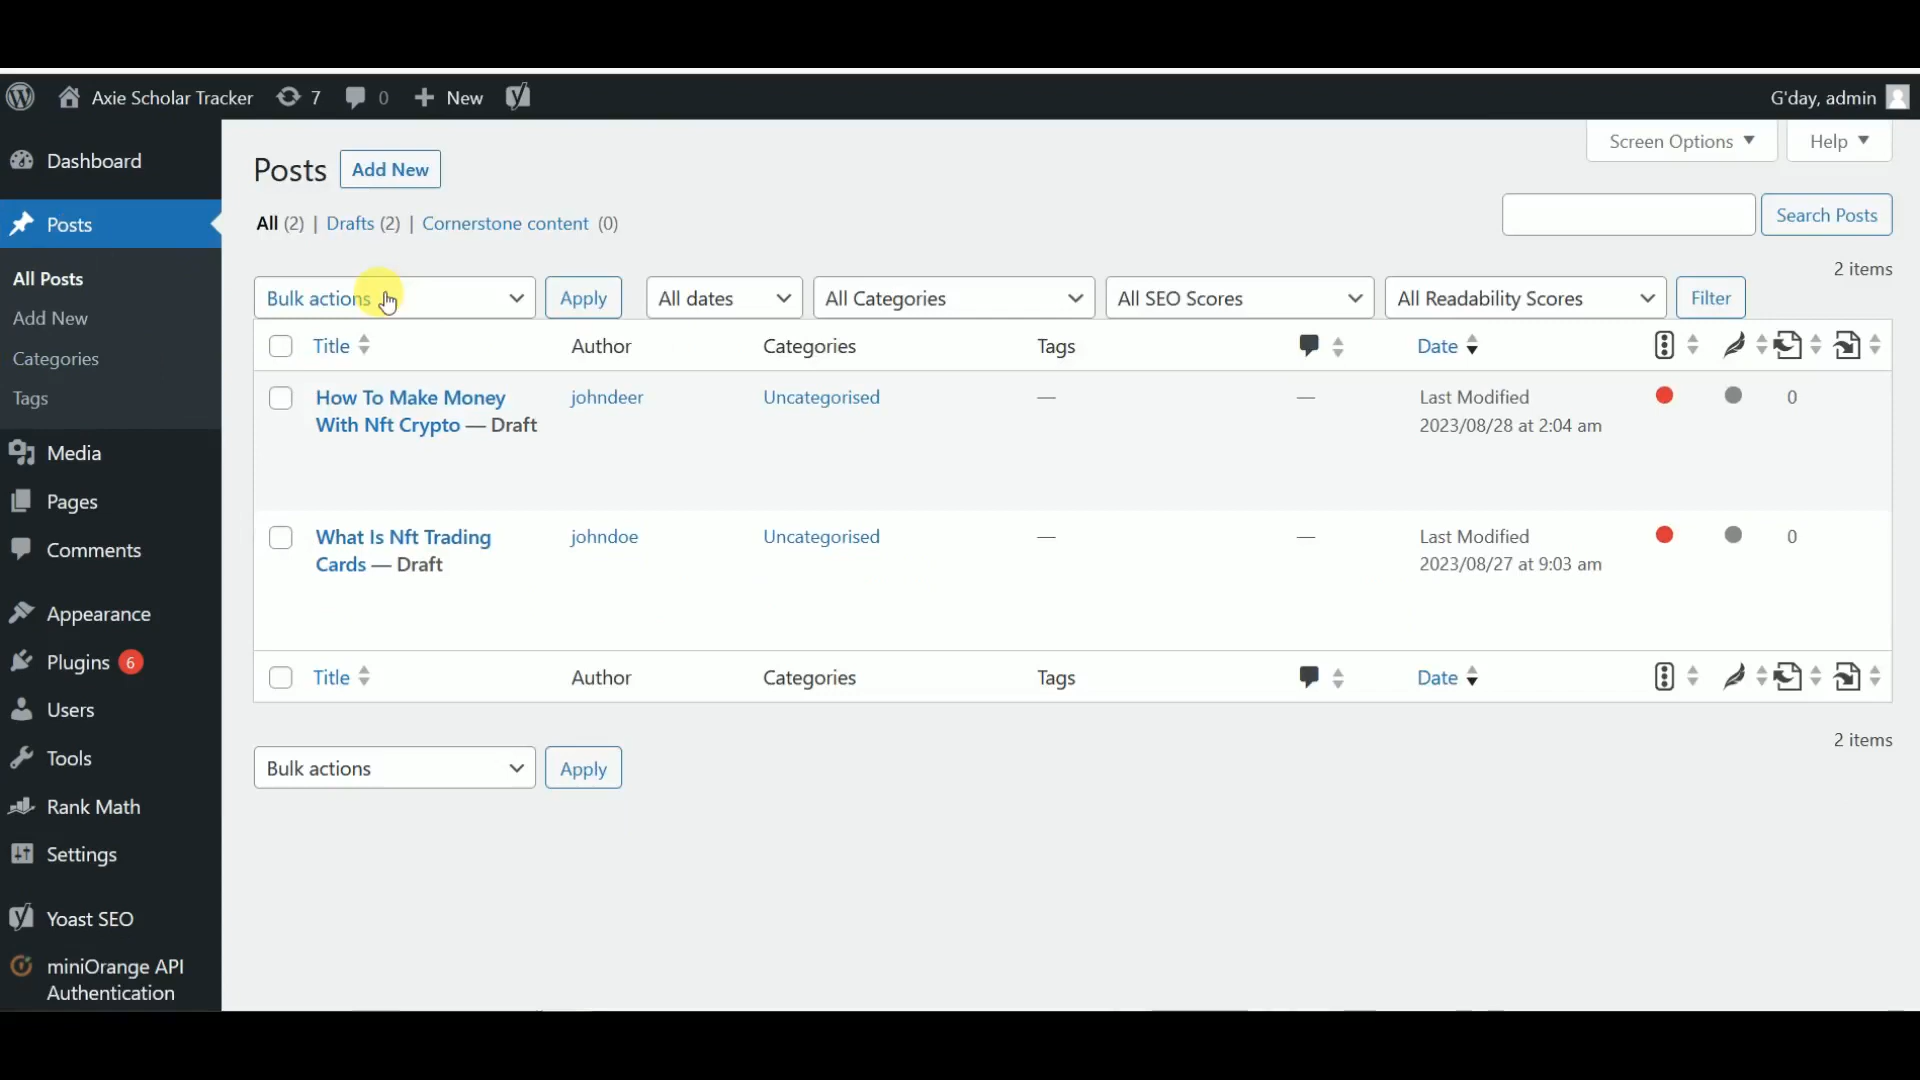 Axie Scholar Tracker 7 0 New G'day, admin
Screen Options Help
Dashboard
Posts
All Posts
Add New
Categories
Tags
Media
Pages
Comments
Appearance
Plugins 6
Users
Tools
Rank Math
Settings
Yoast SEO
miniOrange API
Authentication
Posts Add New
All (2) | Drafts (2) | Cornerstone content (0)
Search Posts
2 items
Bulk actions Apply All dates All Categories All SEO Scores All Readability Scores Filter
Title Author Categories Tags Date
How To Make Money johndeer Uncategorised — — Last Modified 0
With Nft Crypto — Draft 2023/08/28 at 2:04 am
What Is Nft Trading johndoe Uncategorised — — Last Modified 0
Cards — Draft 2023/08/27 at 9:03 am
Title Author Categories Tags Date
2 items
Bulk actions Apply